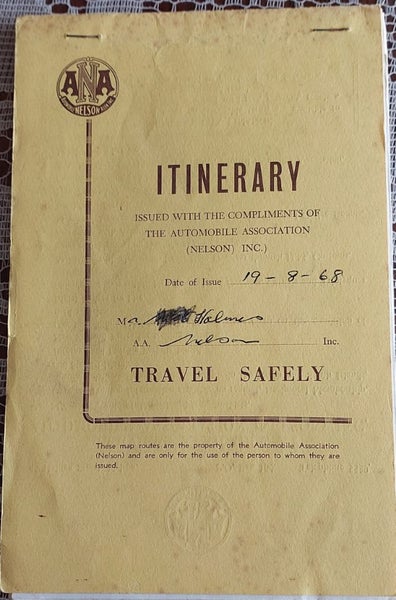 ANA
NELSON
ITINERARY
ISSUED WITH THE COMPLIMENTS OF
THE AUTOMOBILE ASSOCIATION
(NELSON) INC.)
Date of Issue 19-8-68
M Holmes
A.A. Nelson Inc.
TRAVEL SAFELY
These map routes are the property of the Automobile Association
(Nelson) and are only for the use of the person to whom they are
issued.